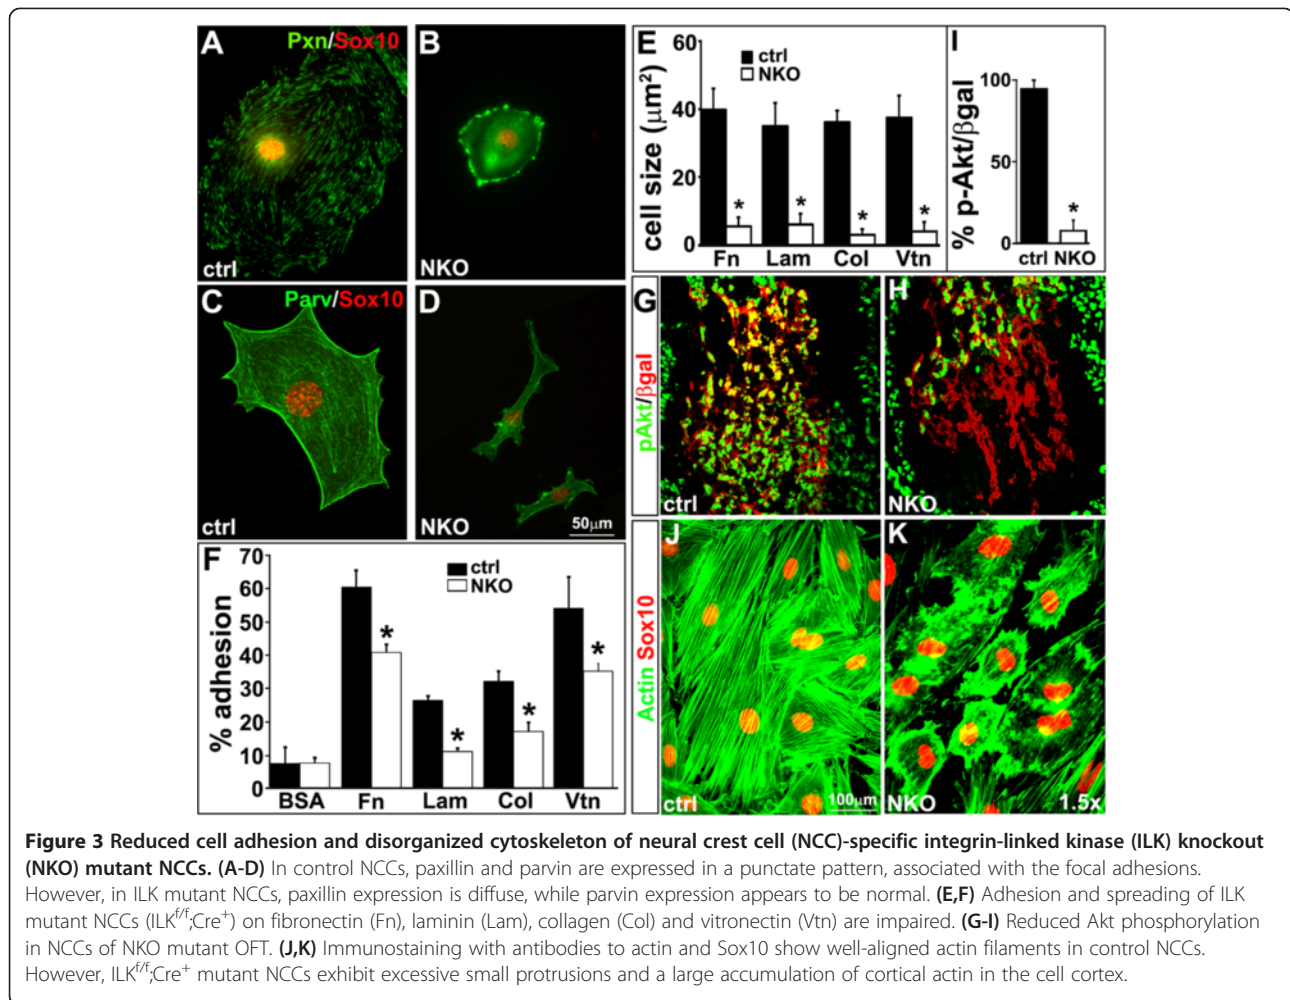 A
Pxn/Sox10
ctrl
B
NKO
C
Parv/Sox10
ctrl
D
NKO
50μm
E
cell size (μm²)
60
40
20
0
ctrl
NKO
*
*
*
*
Fn Lam Col Vtn
I
% p-Akt/βgal
100
50
0
*
ctrl NKO
F
% adhesion
70
60
50
40
30
20
10
0
ctrl
NKO
*
*
*
*
BSA Fn Lam Col Vtn
pAkt/βgal
G
ctrl
H
NKO
Actin Sox10
J
ctrl
100μm
K
NKO
1.5x
Figure 3 Reduced cell adhesion and disorganized cytoskeleton of neural crest cell (NCC)-specific integrin-linked kinase (ILK) knockout
(NKO) mutant NCCs. (A-D) In control NCCs, paxillin and parvin are expressed in a punctate pattern, associated with the focal adhesions.
However, in ILK mutant NCCs, paxillin expression is diffuse, while parvin expression appears to be normal. (E,F) Adhesion and spreading of ILK
mutant NCCs (ILK^f/f;Cre⁺) on fibronectin (Fn), laminin (Lam), collagen (Col) and vitronectin (Vtn) are impaired. (G-I) Reduced Akt phosphorylation
in NCCs of NKO mutant OFT. (J,K) Immunostaining with antibodies to actin and Sox10 show well-aligned actin filaments in control NCCs.
However, ILK^f/f;Cre⁺ mutant NCCs exhibit excessive small protrusions and a large accumulation of cortical actin in the cell cortex.